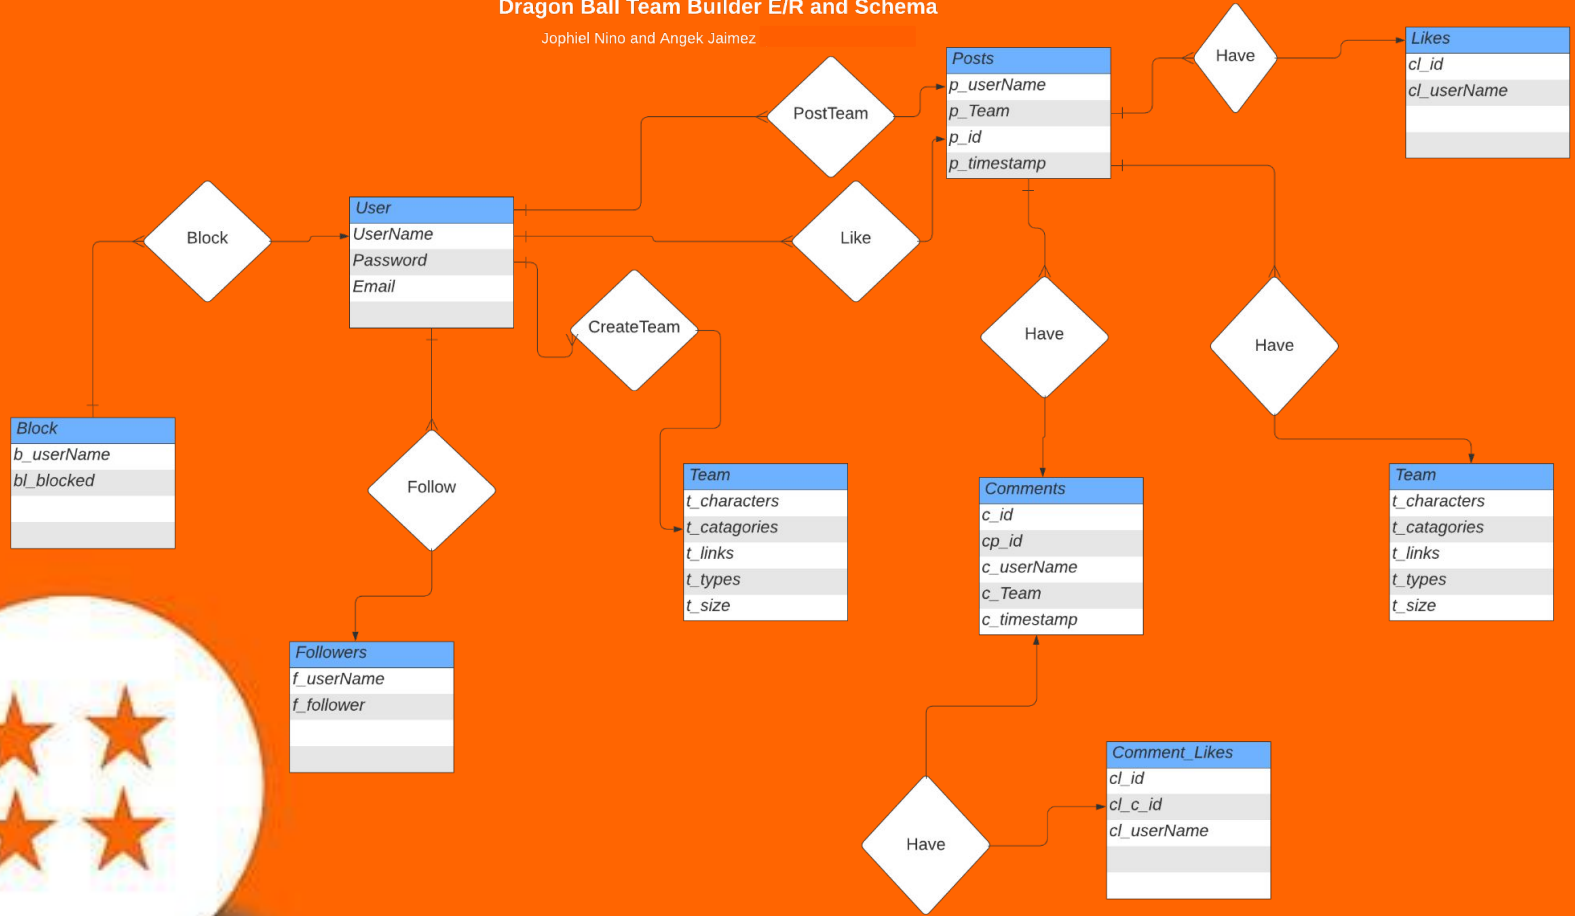 Dragon Ball Team Builder E/R and Schema
Jophiel Nino and Angek Jaimez
Have
Likes
cl_id
cl_userName
Posts
p_userName
p_Team
p_id
p_timestamp
PostTeam
Block
User
UserName
Password
Email
Like
CreateTeam
Have
Have
Block
b_userName
bl_blocked
Follow
Team
t_characters
t_catagories
t_links
t_types
t_size
Comments
c_id
cp_id
c_userName
c_Team
c_timestamp
Team
t_characters
t_catagories
t_links
t_types
t_size
Followers
f_userName
f_follower
Have
Comment_Likes
cl_id
cl_c_id
cl_userName